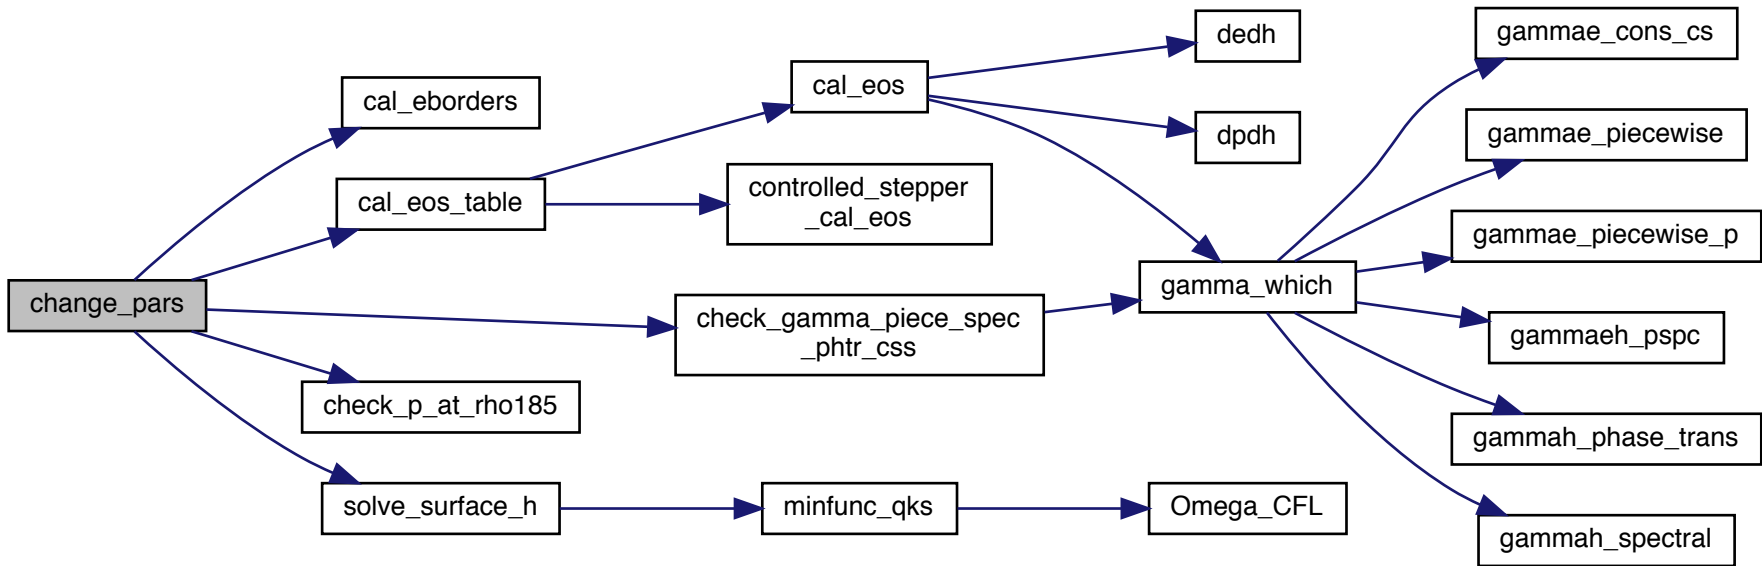 change_pars
cal_eborders
cal_eos_table
cal_eos
dedh
dpdh
gamma_which
gammae_cons_cs
gammae_piecewise
gammae_piecewise_p
gammaeh_pspc
gammah_phase_trans
gammah_spectral
controlled_stepper
_cal_eos
check_gamma_piece_spec
_phtr_css
check_p_at_rho185
solve_surface_h
minfunc_qks
Omega_CFL